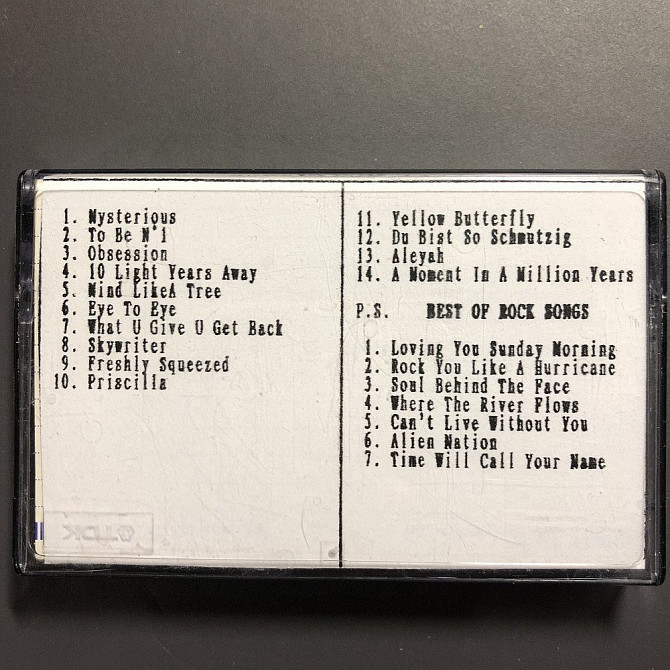 1. Mysterious
2. To Be N°1
3. Obsession
4. 10 Light Years Away
5. Mind LikeA Tree
6. Eye To Eye
7. What U Give U Get Back
8. Skywriter
9. Freshly Squeezed
10. Priscilla
11. Yellow Butterfly
12. Du Bist So Schmutzig
13. Aleyah
14. A Moment In A Million Years
P.S. BEST OF ROCK SONGS
1. Loving You Sunday Morning
2. Rock You Like A Hurricane
3. Soul Behind The Face
4. Where The River Flows
5. Can't Live Without You
6. Alien Nation
7. Time Will Call Your Name
TDK